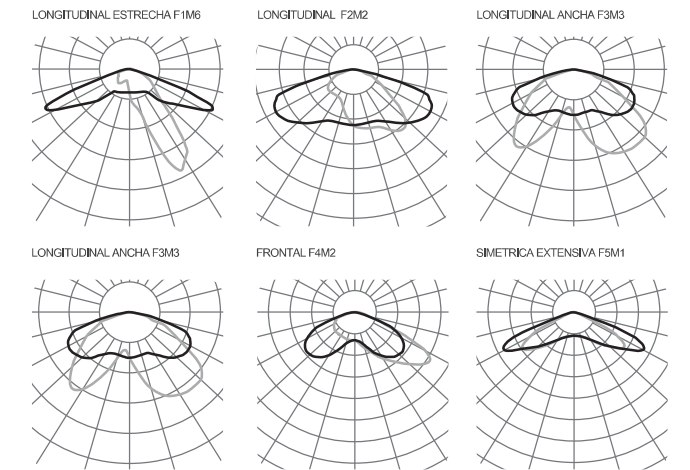 LONGITUDINAL ESTRECHA F1M6
LONGITUDINAL F2M2
LONGITUDINAL ANCHA F3M3
LONGITUDINAL ANCHA F3M3
FRONTAL F4M2
SIMETRICA EXTENSIVA F5M1